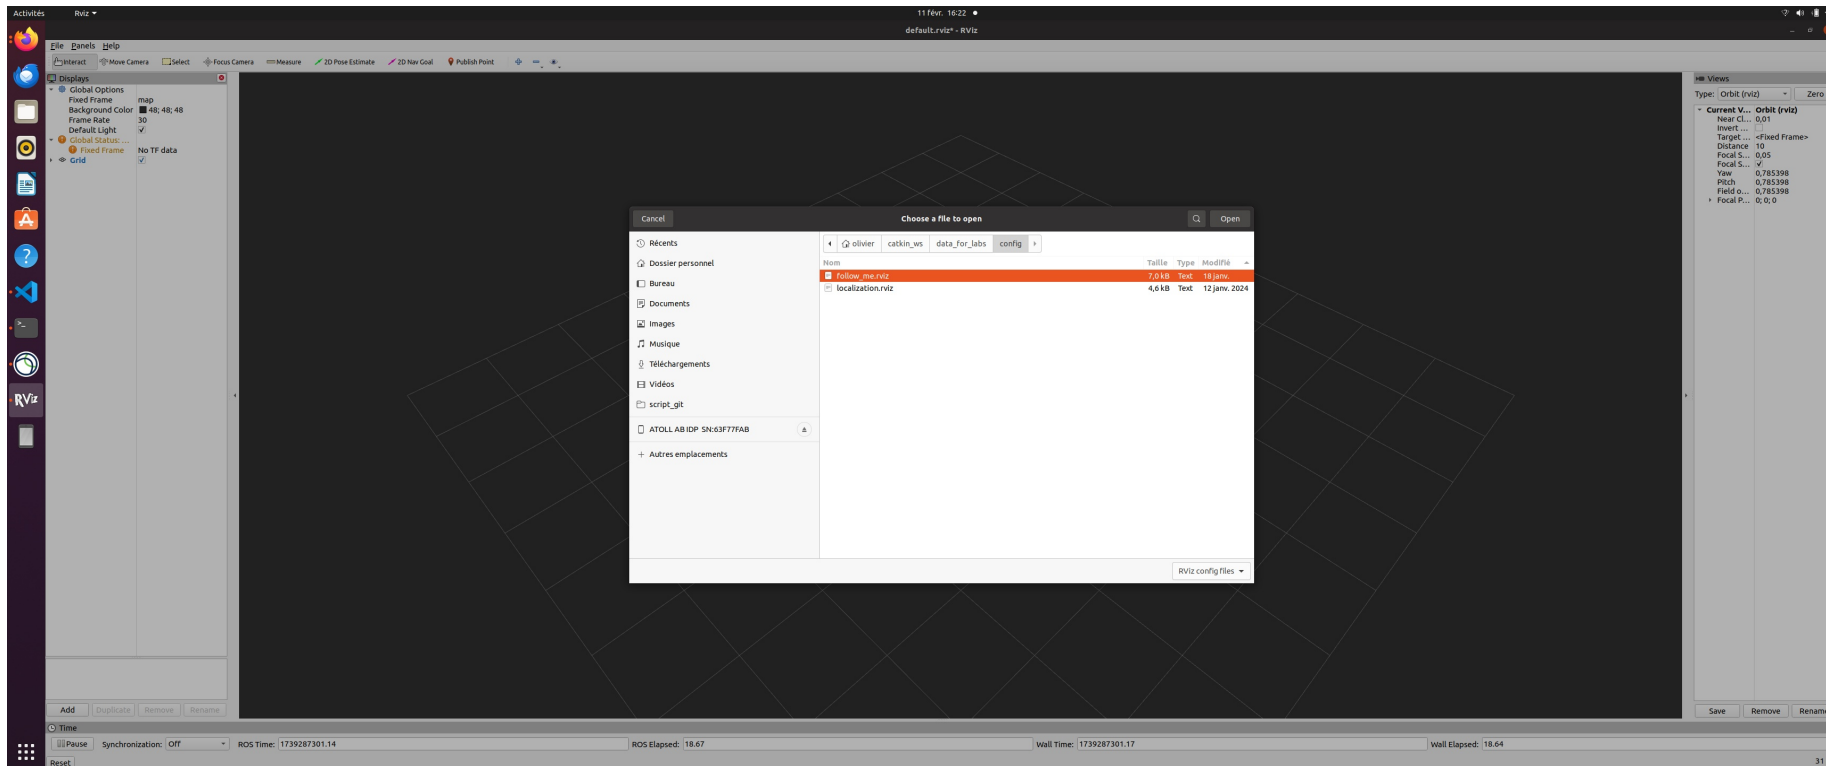 Activités Rviz 11 févr. 16:22
default.rviz* - RViz
File Panels Help
Interact Move Camera Select Focus Camera Measure 2D Pose Estimate 2D Nav Goal Publish Point
Displays
Global Options
Fixed Frame map
Background Color 48; 48; 48
Frame Rate 30
Default Light
Global Status: ...
Fixed Frame No TF data
Grid
Cancel Choose a file to open Open
Récents
Dossier personnel
Bureau
Documents
Images
Musique
Téléchargements
Vidéos
script_git
ATOLL AB IDP SN:63F77FAB
Autres emplacements
olivier catkin_ws data_for_labs config
Nom Taille Type Modifié
follow_me.rviz 7,0 kB Text 18 janv.
localization.rviz 4,6 kB Text 12 janv. 2024
RViz config files
Views
Type: Orbit (rviz) Zero
Current V... Orbit (rviz)
Near Cl... 0,01
Invert ...
Target ... <Fixed Frame>
Distance 10
Focal S... 0,05
Focal S...
Yaw 0,785398
Pitch 0,785398
Field o... 0,785398
Focal P... 0; 0; 0
RViz
Add Duplicate Remove Rename
Save Remove Rename
Time
Pause Synchronization: Off ROS Time: 1739287301.14 ROS Elapsed: 18.67 Wall Time: 1739287301.17 Wall Elapsed: 18.64
Reset 31